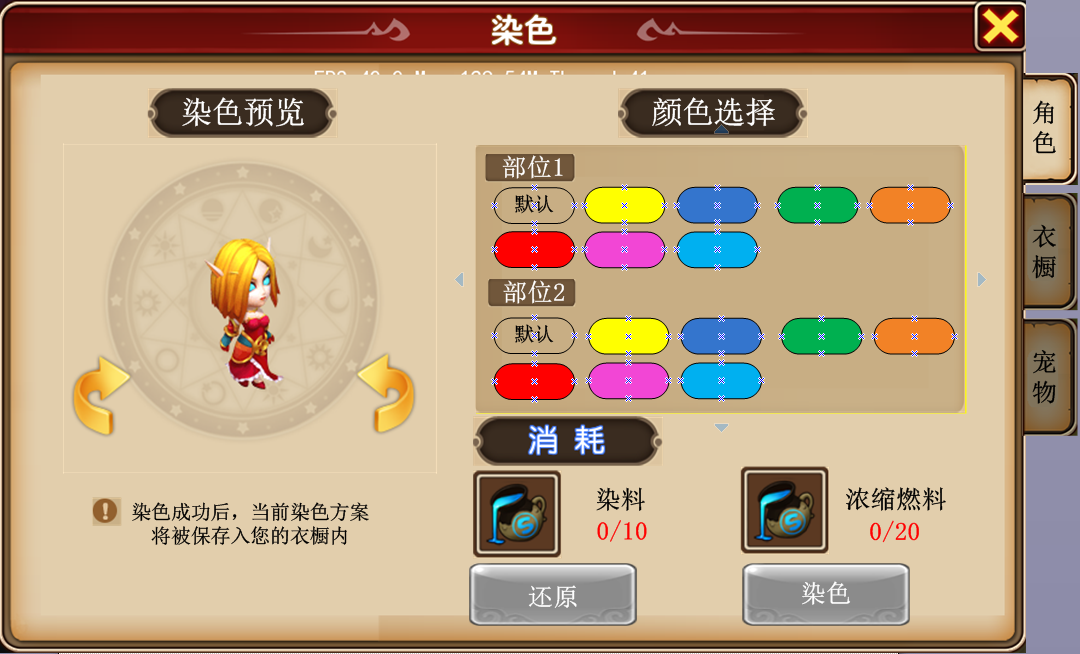 染色
染色预览
颜色选择
部位1
默认
部位2
默认
消 耗
染料
0/10
浓缩燃料
0/20
染色成功后，当前染色方案
将被保存入您的衣橱内
还原
染色
角色
衣橱
宠物